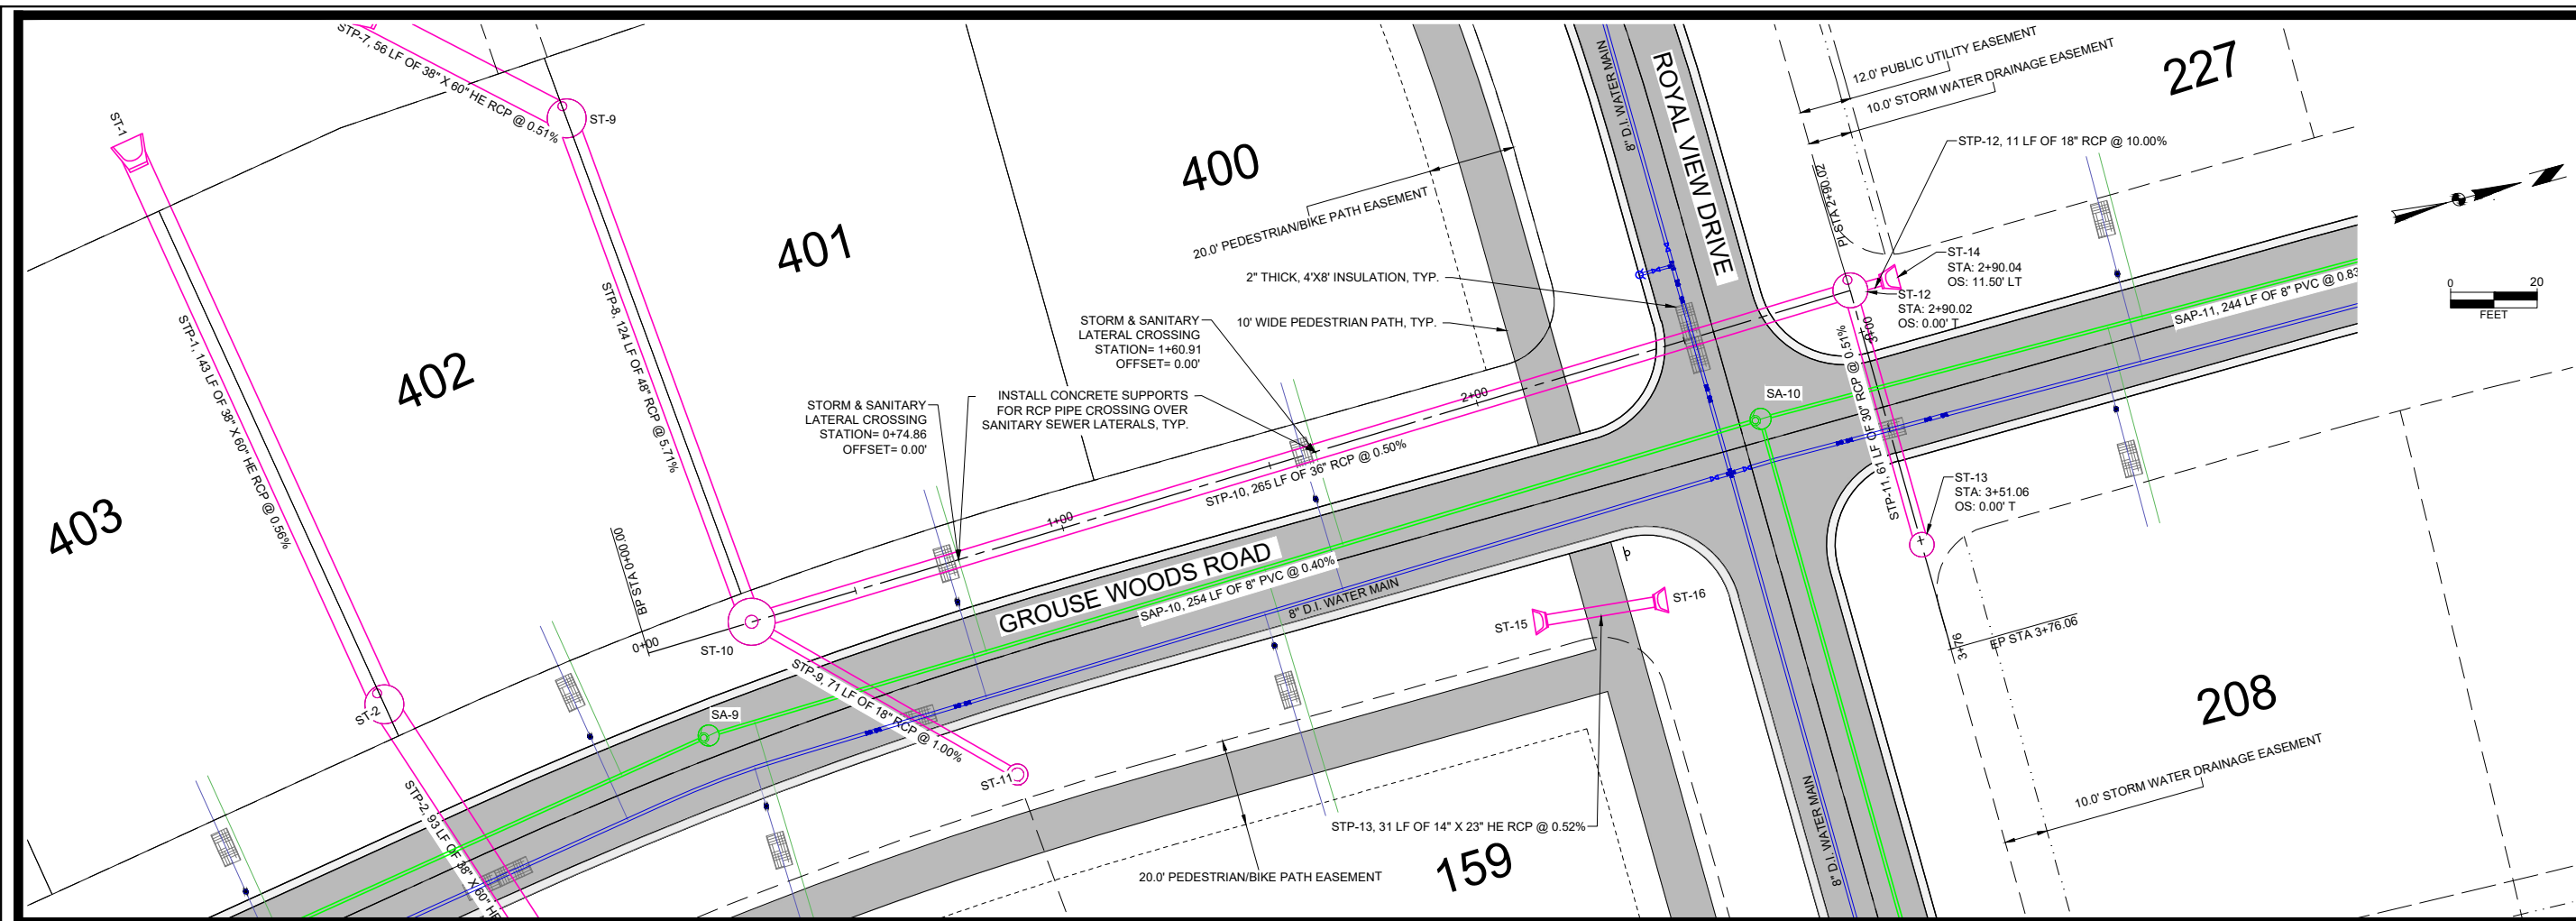 STP-7, 56 LF OF 38" X 60" HE RCP @ 0.51%
ST-9
ST-1
STP-1, 143 LF OF 38" X 60" HE RCP @ 0.56%
403
402
STP-8, 124 LF OF 48" RCP @ 5.71%
401
400
20.0' PEDESTRIAN/BIKE PATH EASEMENT
2" THICK, 4'X8' INSULATION, TYP.
10' WIDE PEDESTRIAN PATH, TYP.
STORM & SANITARY
LATERAL CROSSING
STATION= 1+60.91
OFFSET= 0.00'
INSTALL CONCRETE SUPPORTS
FOR RCP PIPE CROSSING OVER
SANITARY SEWER LATERALS, TYP.
STORM & SANITARY
LATERAL CROSSING
STATION= 0+74.86
OFFSET= 0.00'
8" D.I. WATER MAIN
ROYAL VIEW DRIVE
12.0' PUBLIC UTILITY EASEMENT
10.0' STORM WATER DRAINAGE EASEMENT
227
STP-12, 11 LF OF 18" RCP @ 10.00%
PI STA 2+90.02
ST-14
STA: 2+90.04
OS: 11.50' LT
ST-12
STA: 2+90.02
OS: 0.00' T
3+00
0 20
FEET
SAP-11, 244 LF OF 8" PVC @ 0.83
SA-10
STP-11, 61 LF OF 30" RCP @ 0.51%
ST-13
STA: 3+51.06
OS: 0.00' T
2+00
STP-10, 265 LF OF 36" RCP @ 0.50%
1+00
BP STA 0+00.00
0+00
ST-10
GROUSE WOODS ROAD
SAP-10, 254 LF OF 8" PVC @ 0.40%
8" D.I. WATER MAIN
ST-15
ST-16
3+76
EP STA 3+76.06
208
10.0' STORM WATER DRAINAGE EASEMENT
ST-2
SA-9
STP-9, 71 LF OF 18" RCP @ 1.00%
ST-11
STP-2, 93 LF OF 38" X 60" HE
STP-13, 31 LF OF 14" X 23" HE RCP @ 0.52%
159
20.0' PEDESTRIAN/BIKE PATH EASEMENT
8" D.I. WATER MAIN